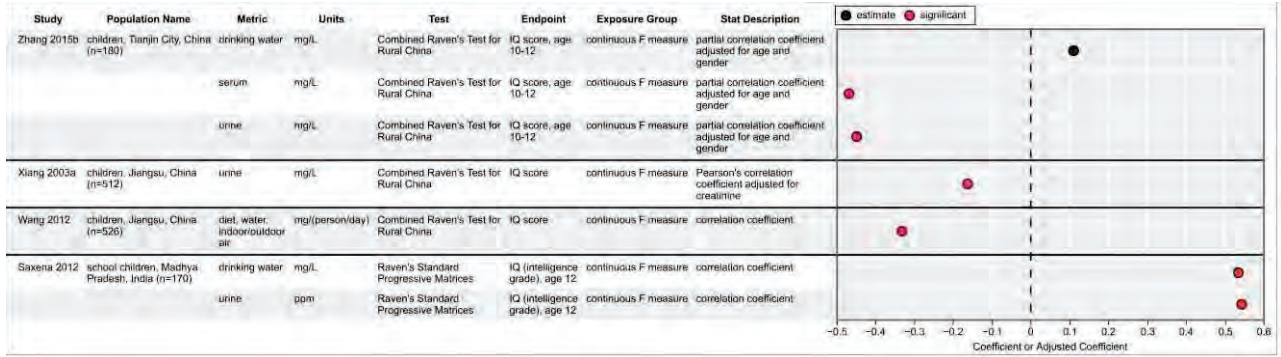 Study Population Name Metric Units Test Endpoint Exposure Group Stat Description
estimate significant
Zhang 2015b children, Tianjin City, China (n=180) drinking water mg/L Combined Raven's Test for Rural China IQ score, age 10-12 continuous F measure partial correlation coefficient adjusted for age and gender
serum mg/L Combined Raven's Test for Rural China IQ score, age 10-12 continuous F measure partial correlation coefficient adjusted for age and gender
urine mg/L Combined Raven's Test for Rural China IQ score, age 10-12 continuous F measure partial correlation coefficient adjusted for age and gender
Xiang 2003a children, Jiangsu, China (n=512) urine mg/L Combined Raven's Test for Rural China IQ score continuous F measure Pearson's correlation coefficient adjusted for creatinine
Wang 2012 children, Jiangsu, China (n=526) diet, water, indoor/outdoor air mg/(person/day) Combined Raven's Test for Rural China IQ score continuous F measure correlation coefficient
Saxena 2012 school children, Madhya Pradesh, India (n=170) drinking water mg/L Raven's Standard Progressive Matrices IQ (intelligence grade), age 12 continuous F measure correlation coefficient
urine ppm Raven's Standard Progressive Matrices IQ (intelligence grade), age 12 continuous F measure correlation coefficient
-0.5 -0.4 -0.3 -0.2 -0.1 0 0.1 0.2 0.3 0.4 0.5 0.6
Coefficient or Adjusted Coefficient